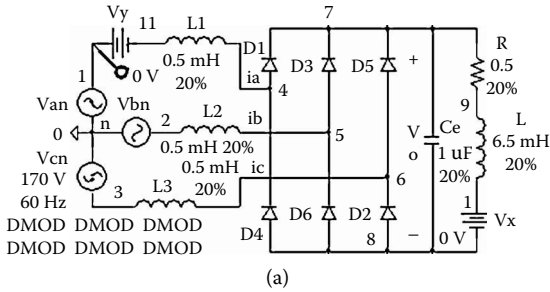 Vy 11 L1 7
0.5 mH
20%
0 V
D1 D3 D5 +
R
0.5
20%
1 ia 4
9
Van Vbn
n 2 L2 ib
0
5
V
o
Ce
1 uF
20%
L
6.5 mH
20%
0.5 mH 20%
0.5 mH
20%
Vcn
170 V
60 Hz
3 L3 ic 6
1
DMOD DMOD DMOD
DMOD DMOD DMOD
D4 D6 D2
8 − 0 V Vx
(a)